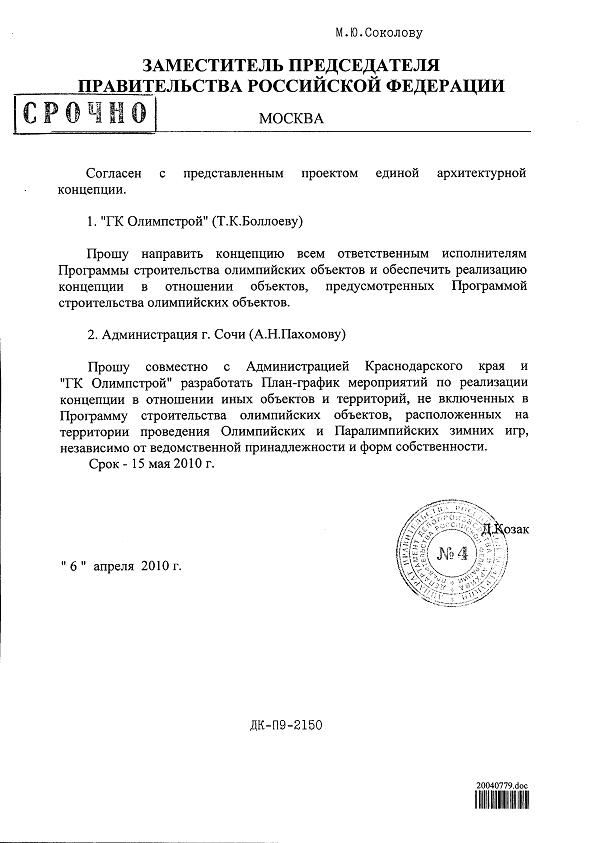 М.Ю.Соколову
ЗАМЕСТИТЕЛЬ ПРЕДСЕДАТЕЛЯ
ПРАВИТЕЛЬСТВА РОССИЙСКОЙ ФЕДЕРАЦИИ
СРОЧНО
МОСКВА
Согласен с представленным проектом единой архитектурной
концепции.
1. "ГК Олимпстрой" (Т.К.Боллоеву)
Прошу направить концепцию всем ответственным исполнителям
Программы строительства олимпийских объектов и обеспечить реализацию
концепции в отношении объектов, предусмотренных Программой
строительства олимпийских объектов.
2. Администрация г. Сочи (А.Н.Пахомову)
Прошу совместно с Администрацией Краснодарского края и
"ГК Олимпстрой" разработать План-график мероприятий по реализации
концепции в отношении иных объектов и территорий, не включенных в
Программу строительства олимпийских объектов, расположенных на
территории проведения Олимпийских и Паралимпийских зимних игр,
независимо от ведомственной принадлежности и форм собственности.
Срок - 15 мая 2010 г.
Д.Козак
№ 4
" 6 " апреля 2010 г.
ДК-П9-2150
20040779.doc